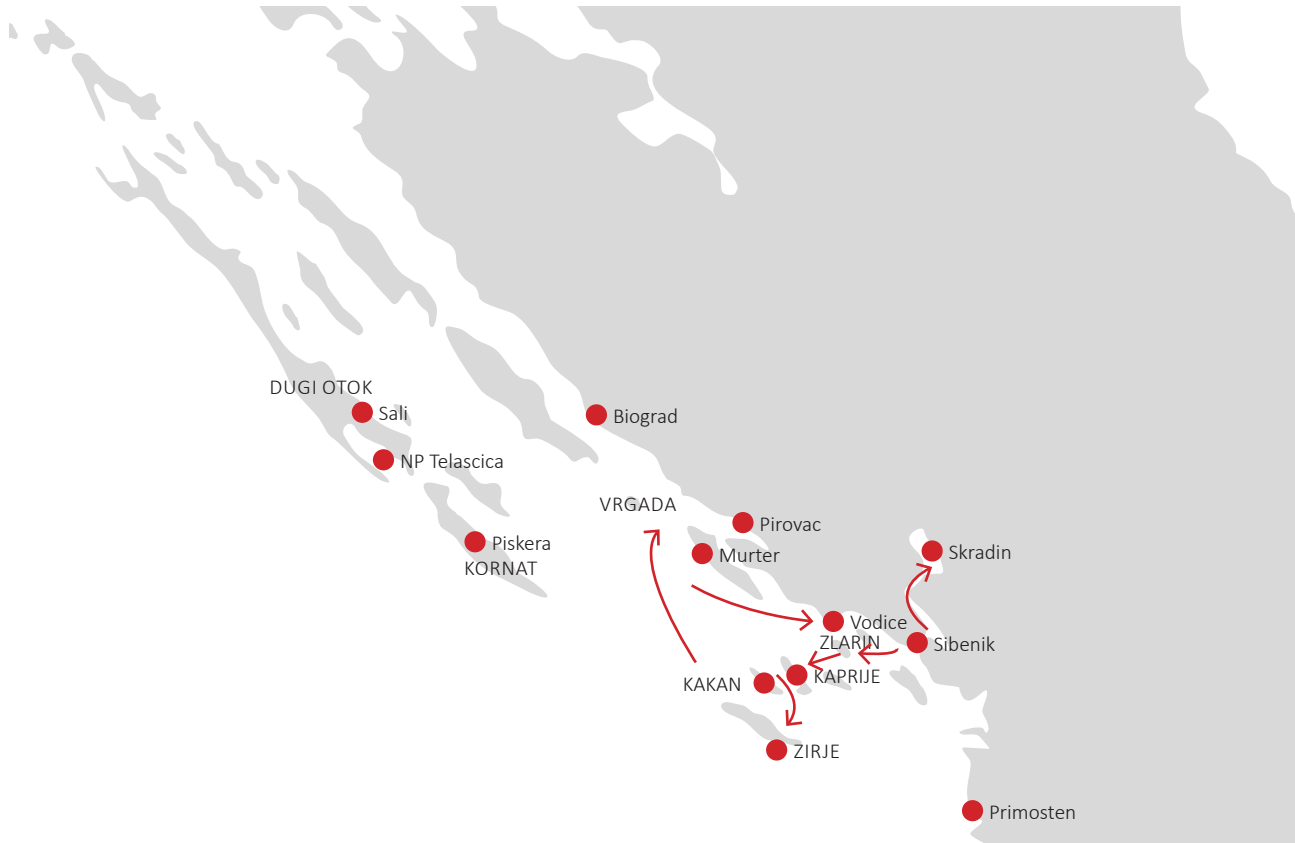 DUGI OTOK
Sali
Biograd
NP Telascica
VRGADA
Pirovac
Piskera
Murter
Skradin
KORNAT
Vodice
ZLARIN
Sibenik
KAPRIJE
KAKAN
ZIRJE
Primosten